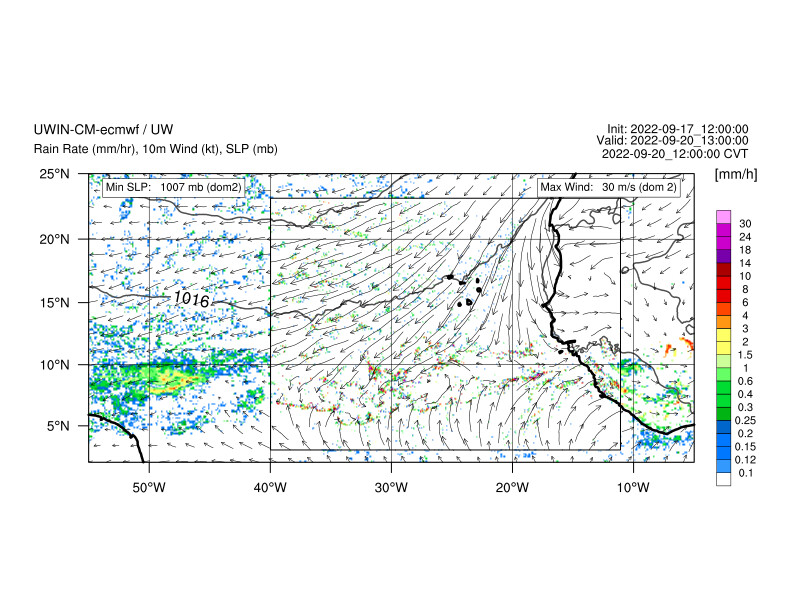 UWIN-CM-ecmwf / UW
Init: 2022-09-17_12:00:00
Rain Rate (mm/hr), 10m Wind (kt), SLP (mb)
Valid: 2022-09-20_13:00:00
2022-09-20_12:00:00 CVT
[mm/h]
25°N
Min SLP: 1007 mb (dom2)
Max Wind: 30 m/s (dom 2)
20°N
15°N
10°N
5°N
1016
50°W
40°W
30°W
20°W
10°W
30
24
18
14
10
8
6
4
3
2
1.5
1
0.6
0.4
0.3
0.25
0.2
0.15
0.12
0.1